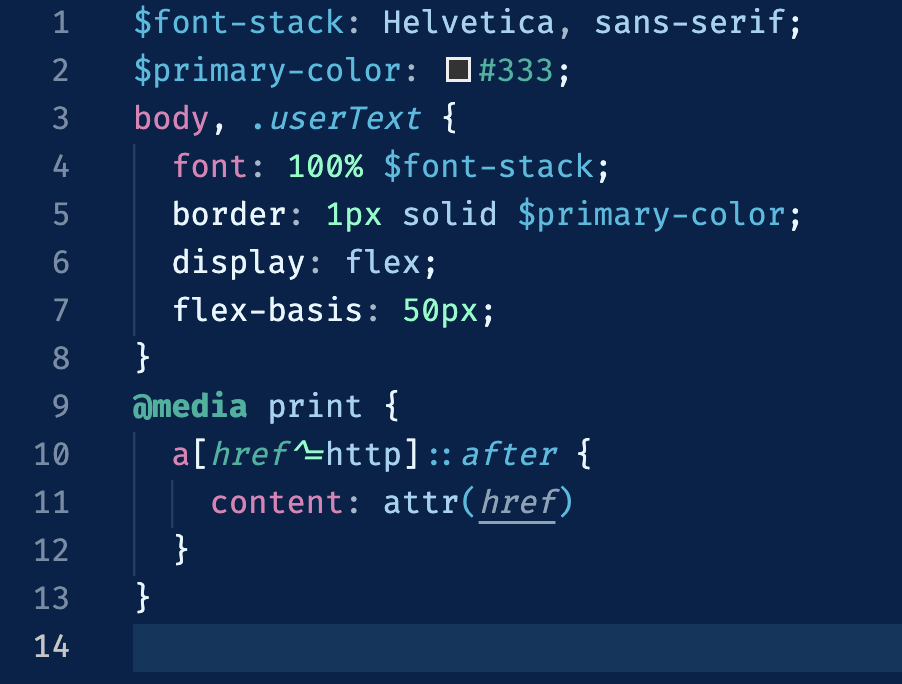 1 $font-stack: Helvetica, sans-serif;
2 $primary-color: #333;
3 body, .userText {
4   font: 100% $font-stack;
5   border: 1px solid $primary-color;
6   display: flex;
7   flex-basis: 50px;
8 }
9 @media print {
10   a[href^=http]::after {
11     content: attr(href)
12   }
13 }
14